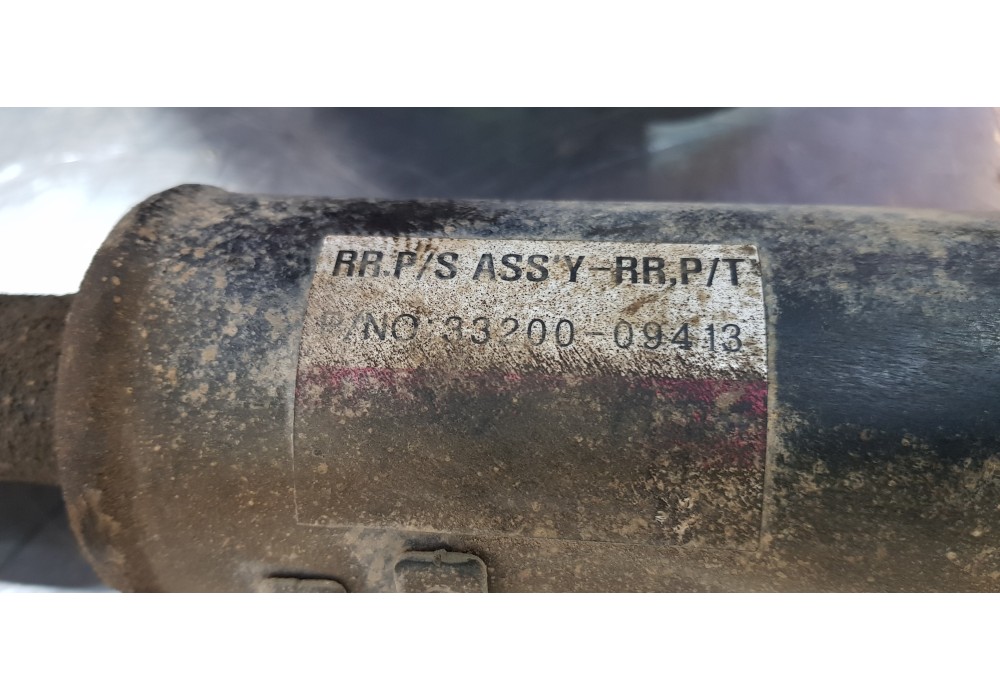 RR.P/S ASS'Y-RR,P/T
P/NO 33200-09413